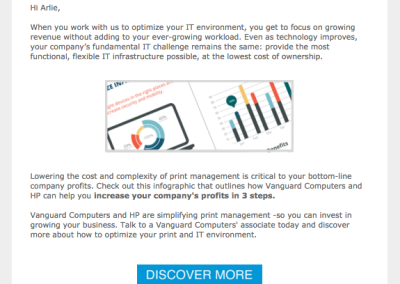 Hi Arlie,
When you work with us to optimize your IT environment, you get to focus on growing
revenue without adding to your ever-growing workload. Even as technology improves,
your company's fundamental IT challenge remains the same: provide the most
functional, flexible IT infrastructure possible, at the lowest cost of ownership.
Lowering the cost and complexity of print management is critical to your bottom-line
company profits. Check out this infographic that outlines how Vanguard Computers and
HP can help you increase your company's profits in 3 steps.
Vanguard Computers and HP are simplifying print management -so you can invest in
growing your business. Talk to a Vanguard Computers' associate today and discover
more about how to optimize your print and IT environment.
DISCOVER MORE